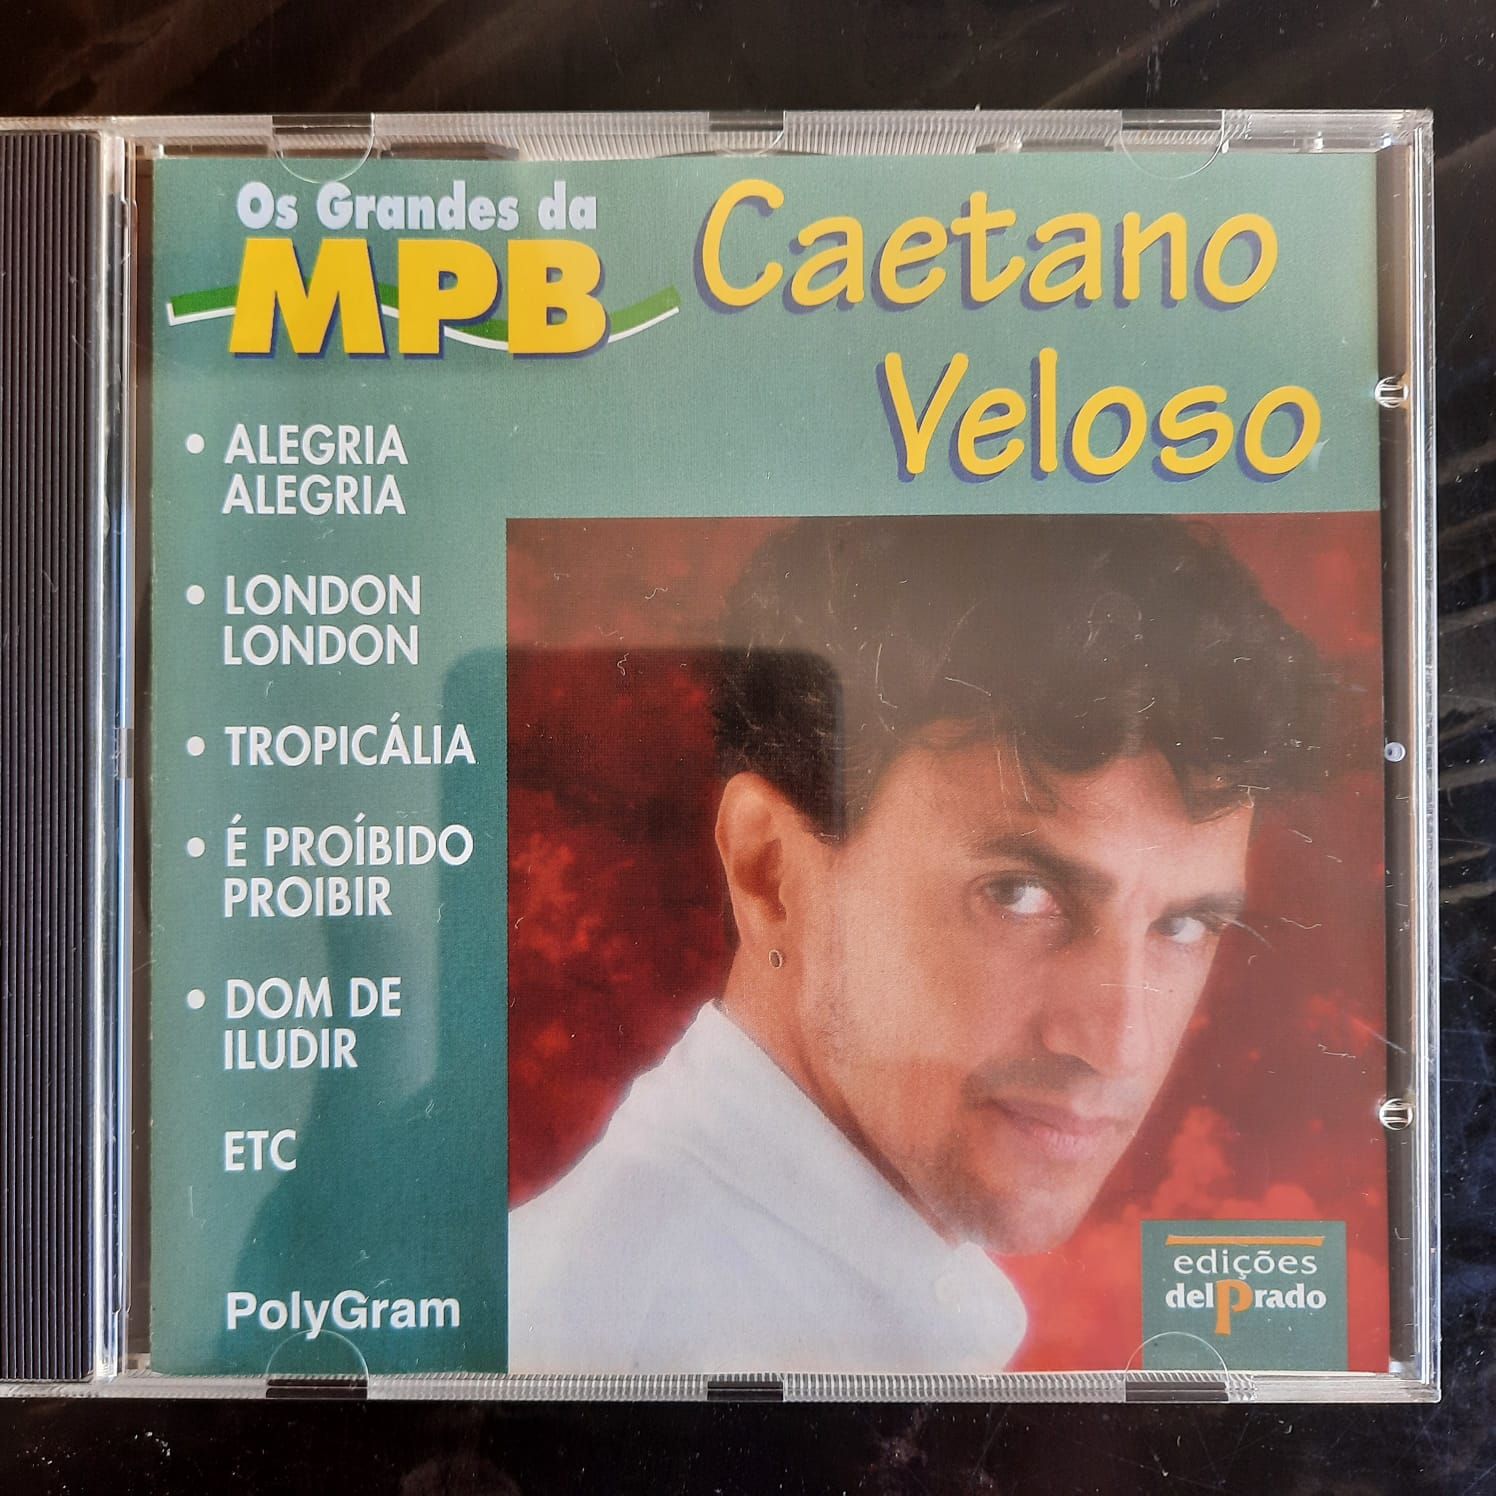 Os Grandes da
MPB
Caetano
Veloso
• ALEGRIA
ALEGRIA
• LONDON
LONDON
• TROPICÁLIA
• É PROÍBIDO
PROIBIR
• DOM DE
ILUDIR
ETC
PolyGram
edições
delPrado